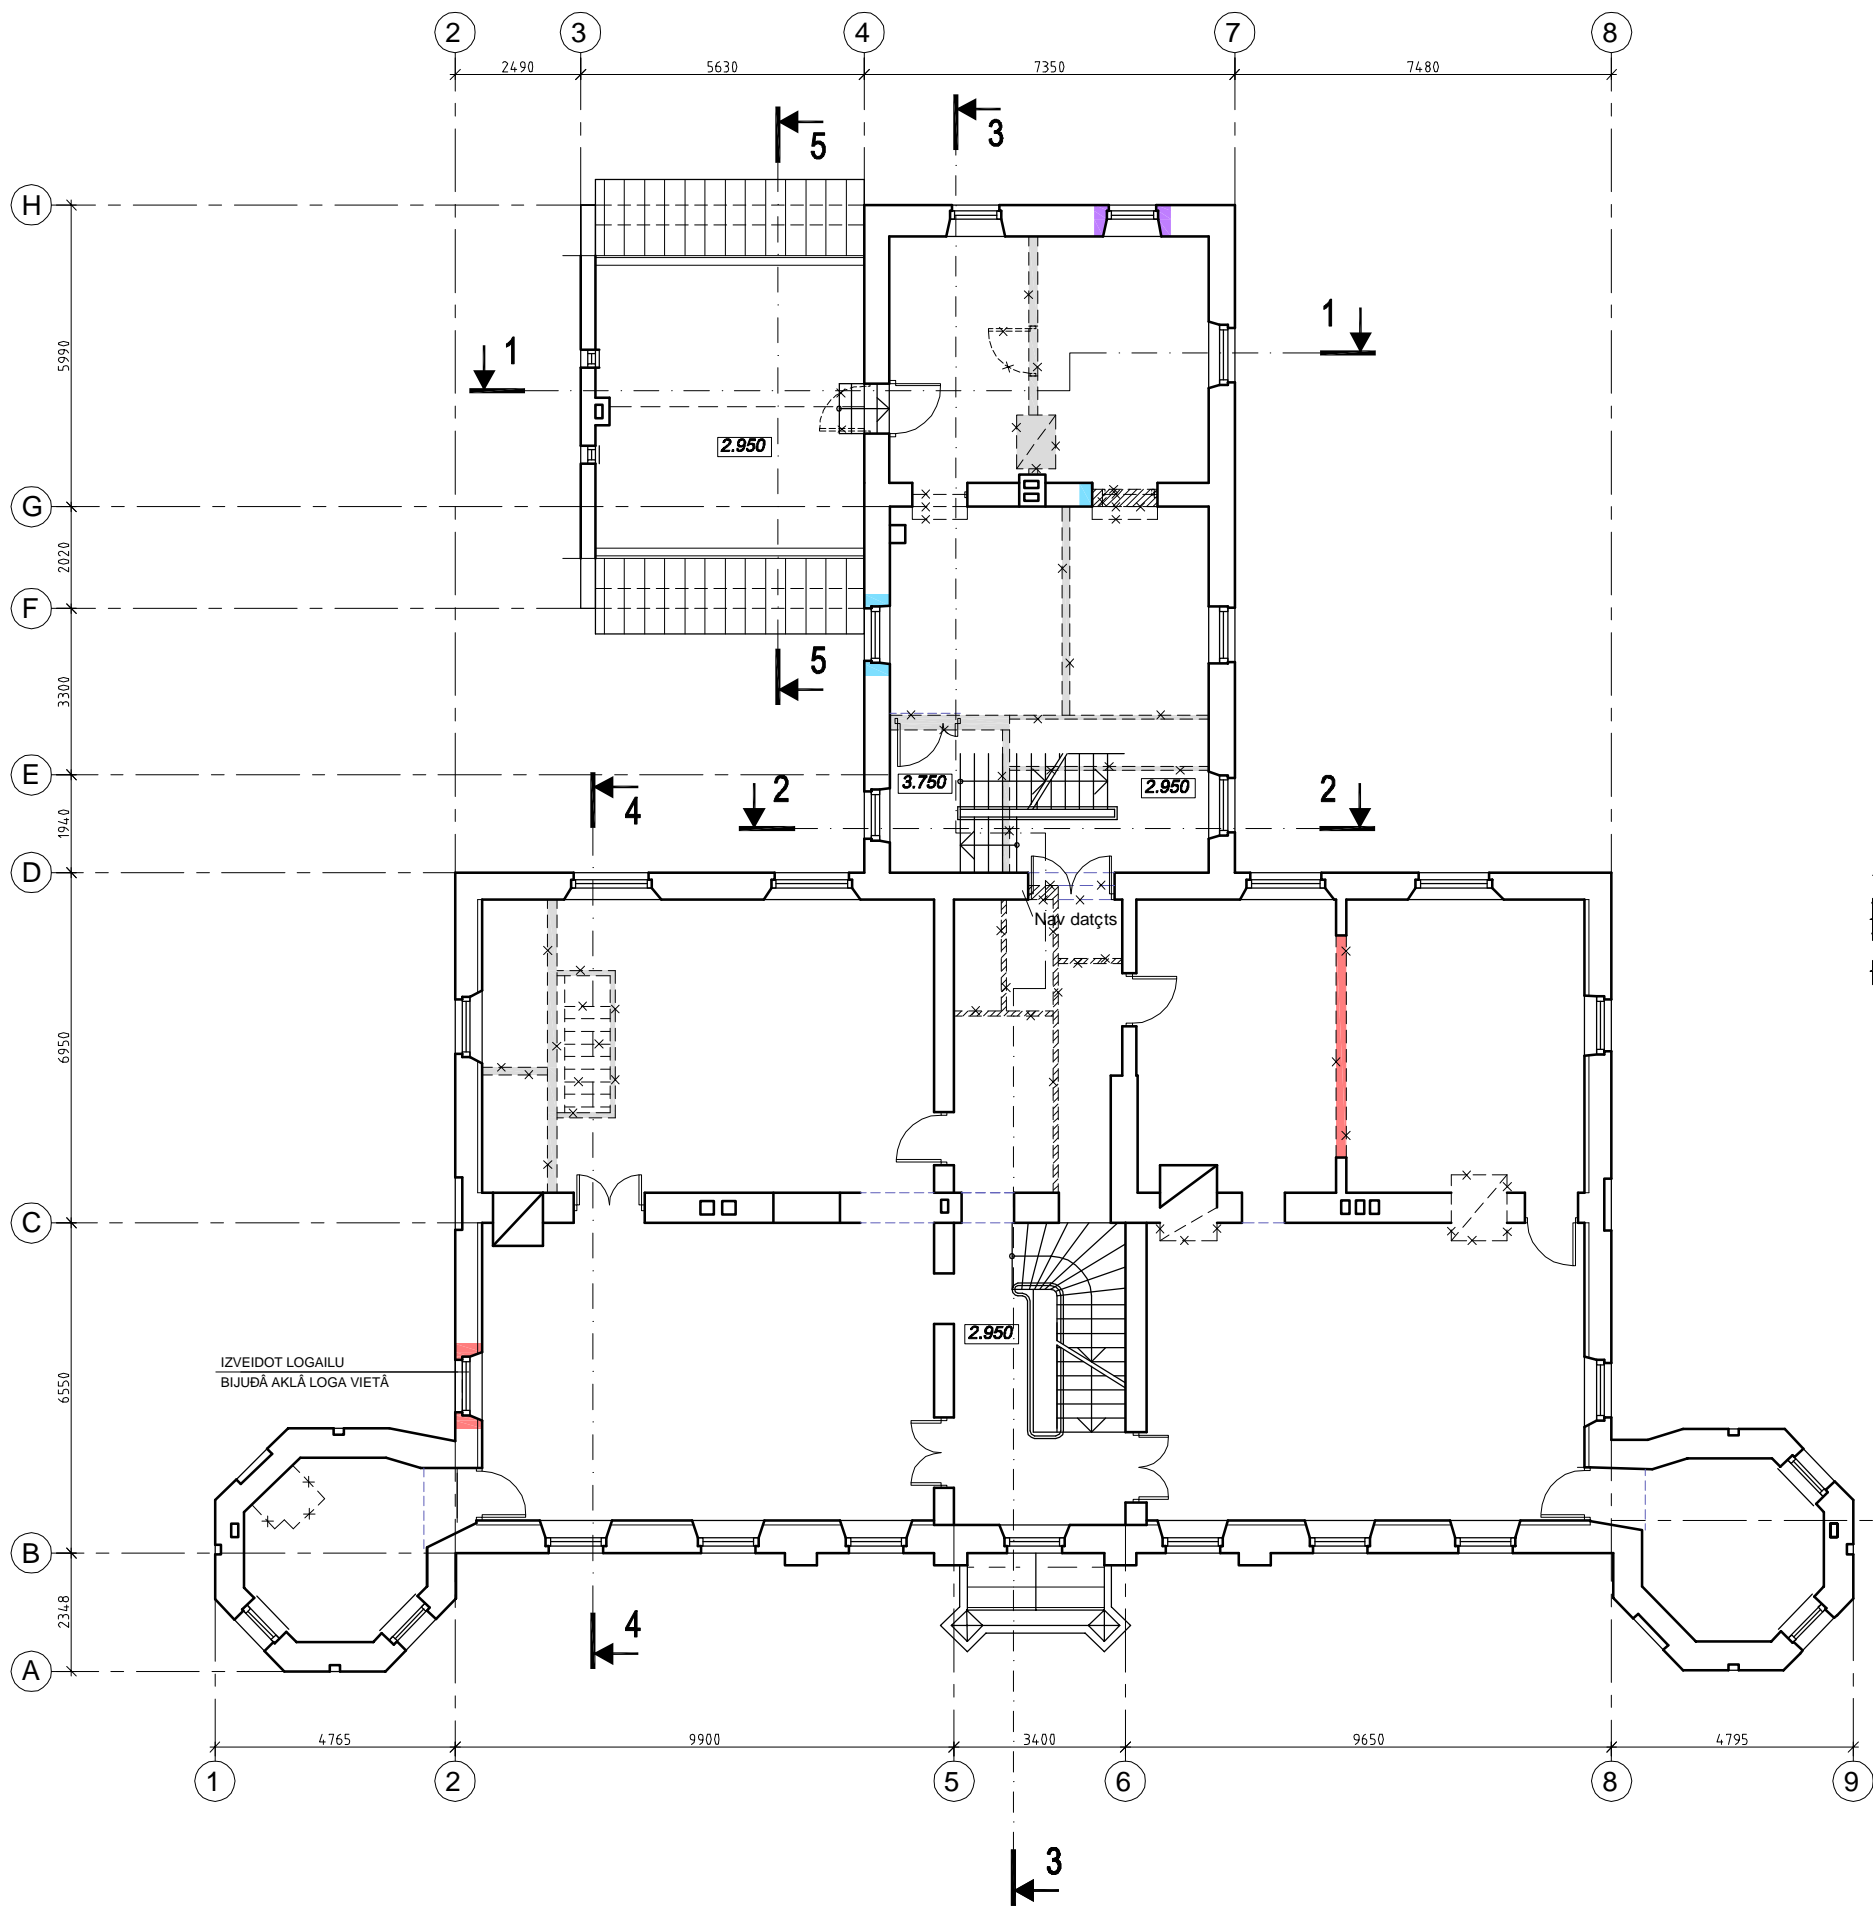 2 3 4 7 8
2490 5630 7350 7480
5 3
H
1 1
5990
2.950
G
2020
F
5
3300
E
3.750 2.950
2 2
4
1940
D
Nav datçts
6950
C
2.950
IZVEIDOT LOGAILU
BIJUÐÂ AKLÂ LOGA VIETÂ
6550
B
2348
4
A
4765 9900 3400 9650 4795
1 2 5 6 8 9
3